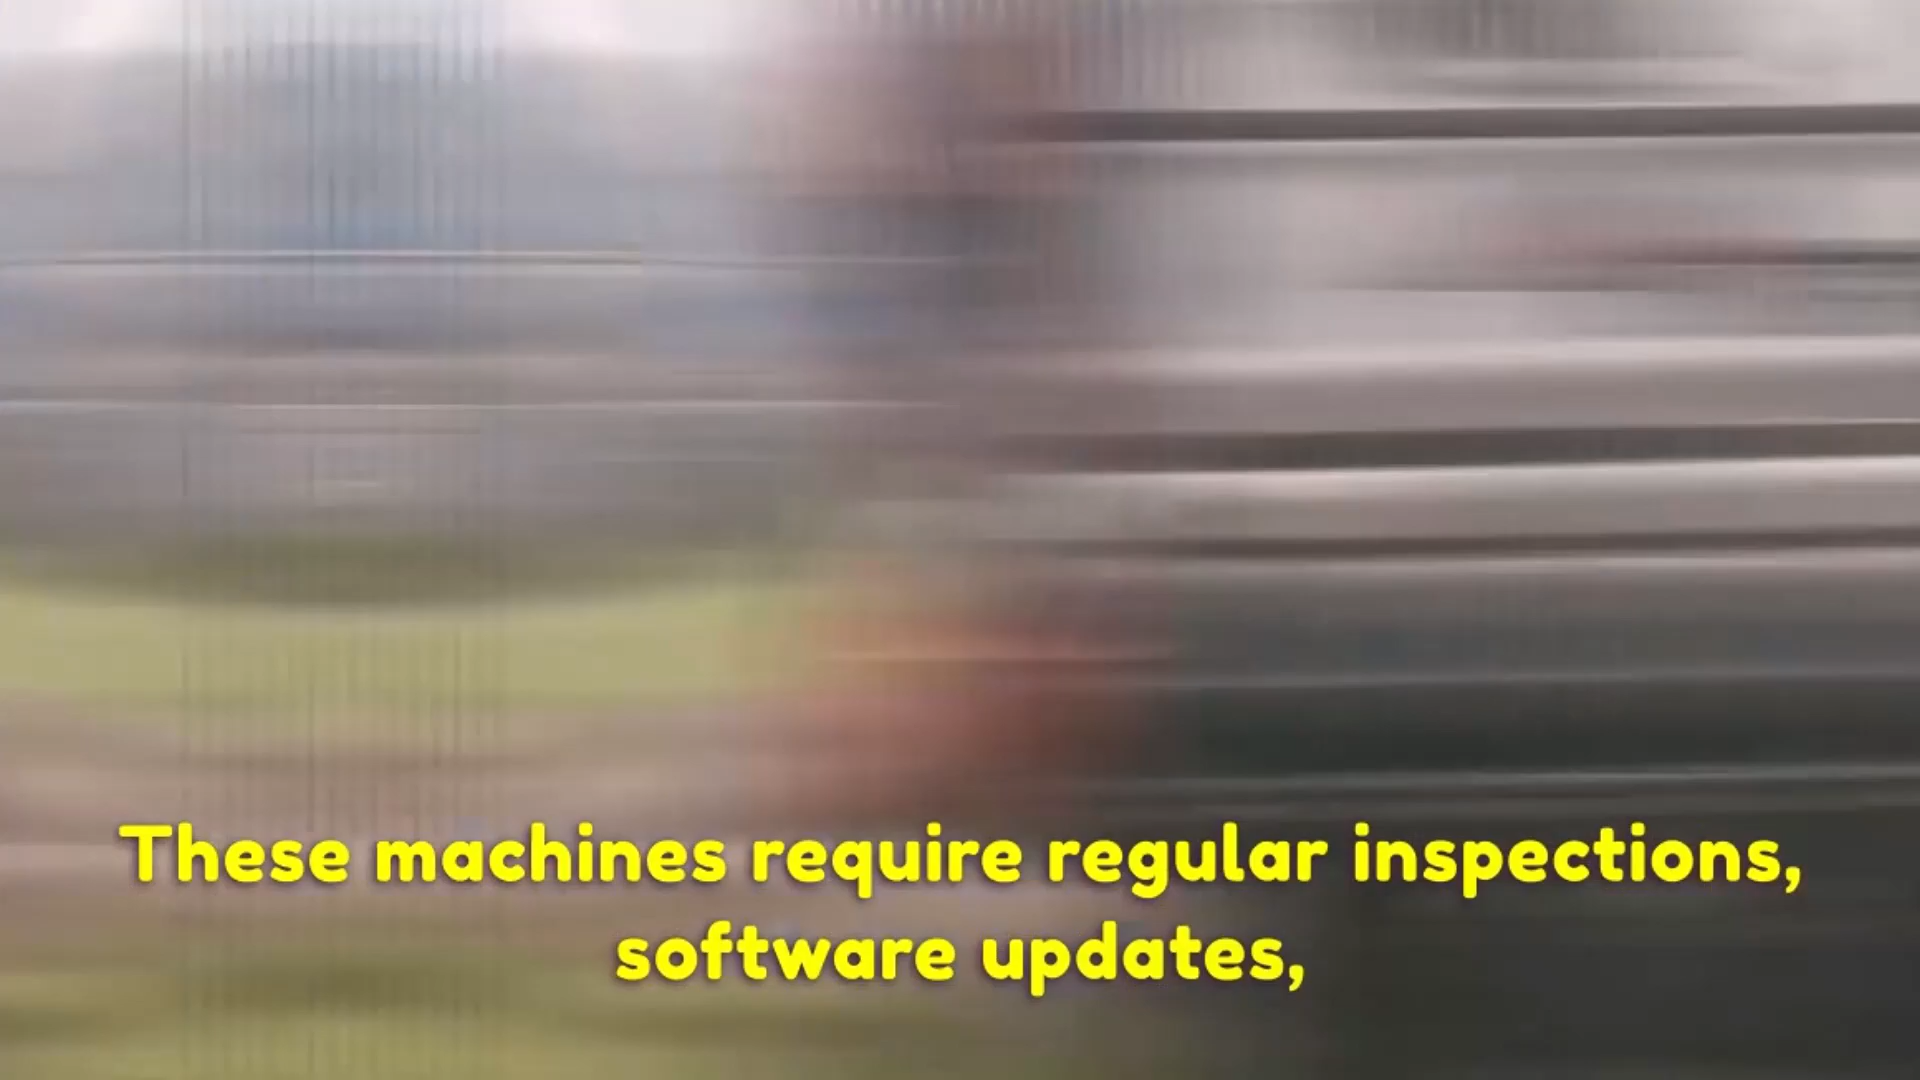 These machines require regular inspections,
software updates,